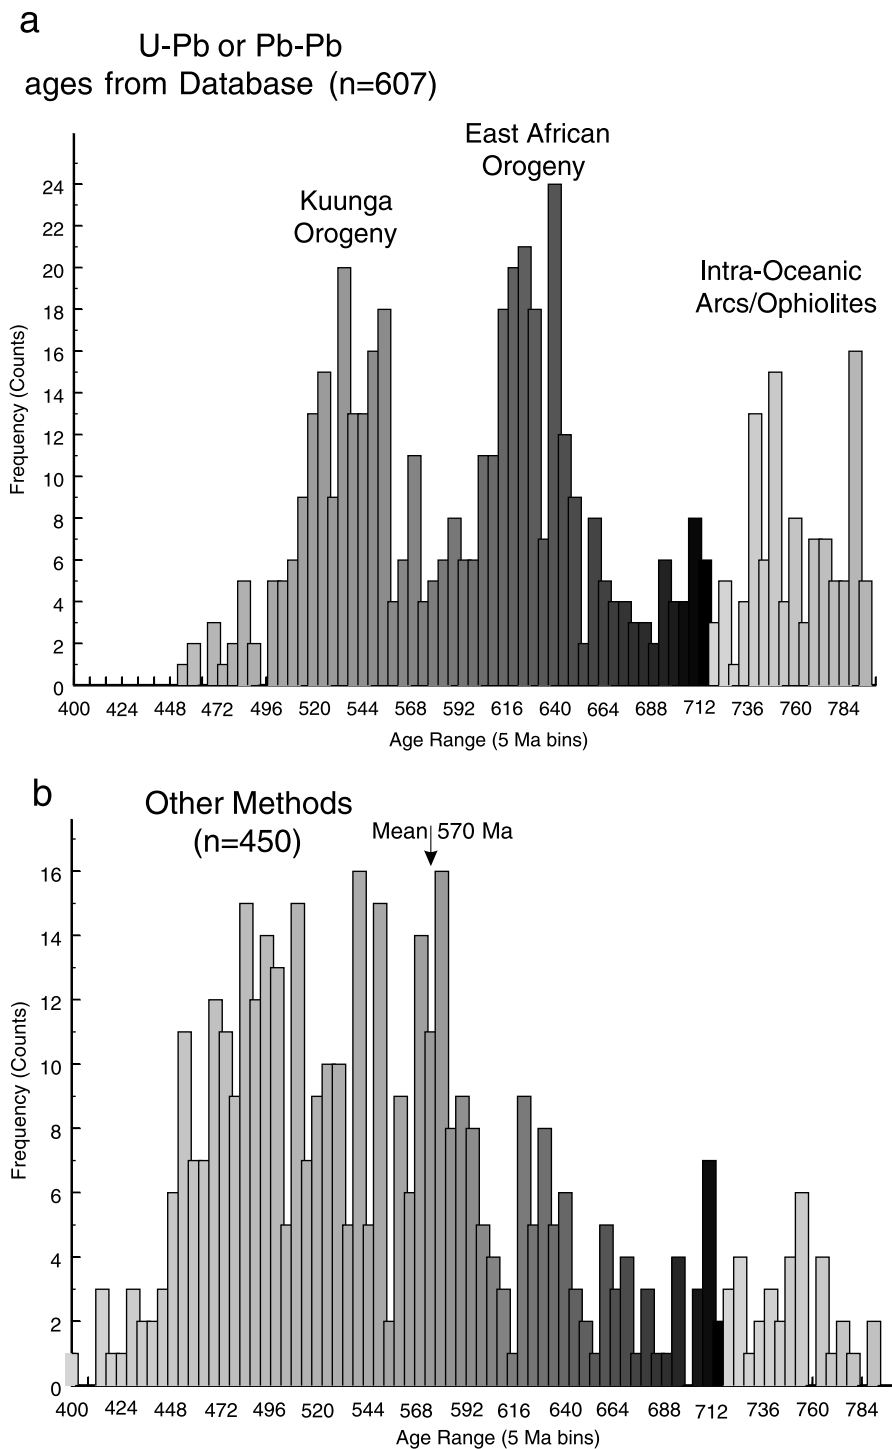 a
U-Pb or Pb-Pb
ages from Database (n=607)
East African
Orogeny
Kuunga
Orogeny
Intra-Oceanic
Arcs/Ophiolites
Frequency (Counts)
24
22
20
18
16
14
12
10
8
6
4
2
0
400 424 448 472 496 520 544 568 592 616 640 664 688 712 736 760 784
Age Range (5 Ma bins)
b
Other Methods
(n=450)
Mean 570 Ma
Frequency (Counts)
16
14
12
10
8
6
4
2
0
400 424 448 472 496 520 544 568 592 616 640 664 688 712 736 760 784
Age Range (5 Ma bins)